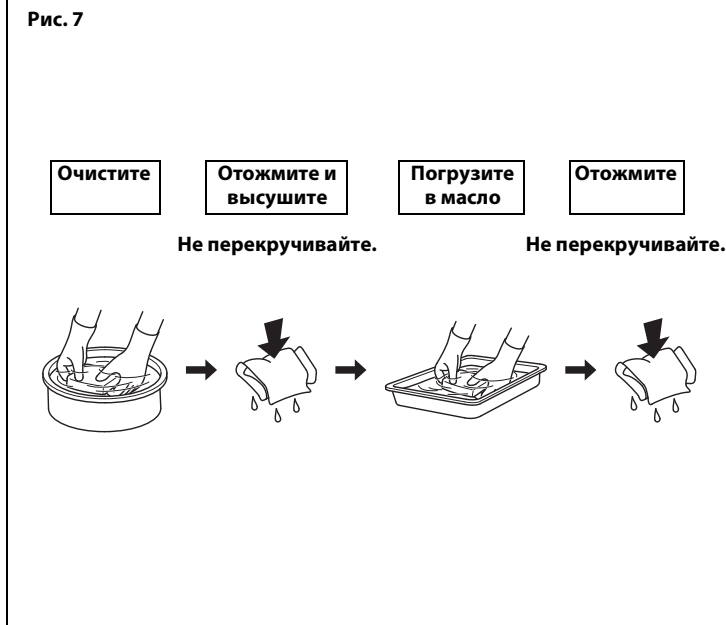 Рис. 7
Очистите
Отожмите и
высушите
Погрузите
в масло
Отожмите
Не перекручивайте.
Не перекручивайте.